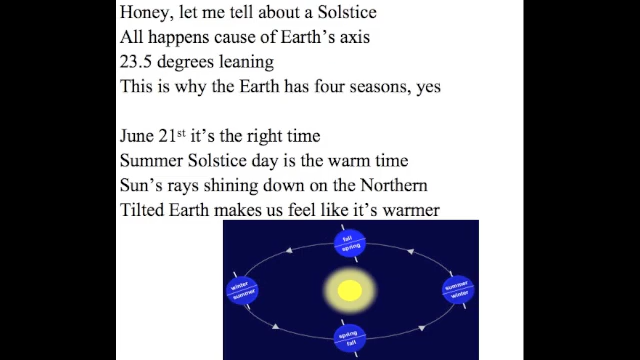 Honey, let me tell about a Solstice
All happens cause of Earth's axis
23.5 degrees leaning
This is why the Earth has four seasons, yes
June 21st it's the right time
Summer Solstice day is the warm time
Sun's rays shining down on the Northern
Tilted Earth makes us feel like it's warmer
fall
spring
winter
summer
summer
winter
spring
fall